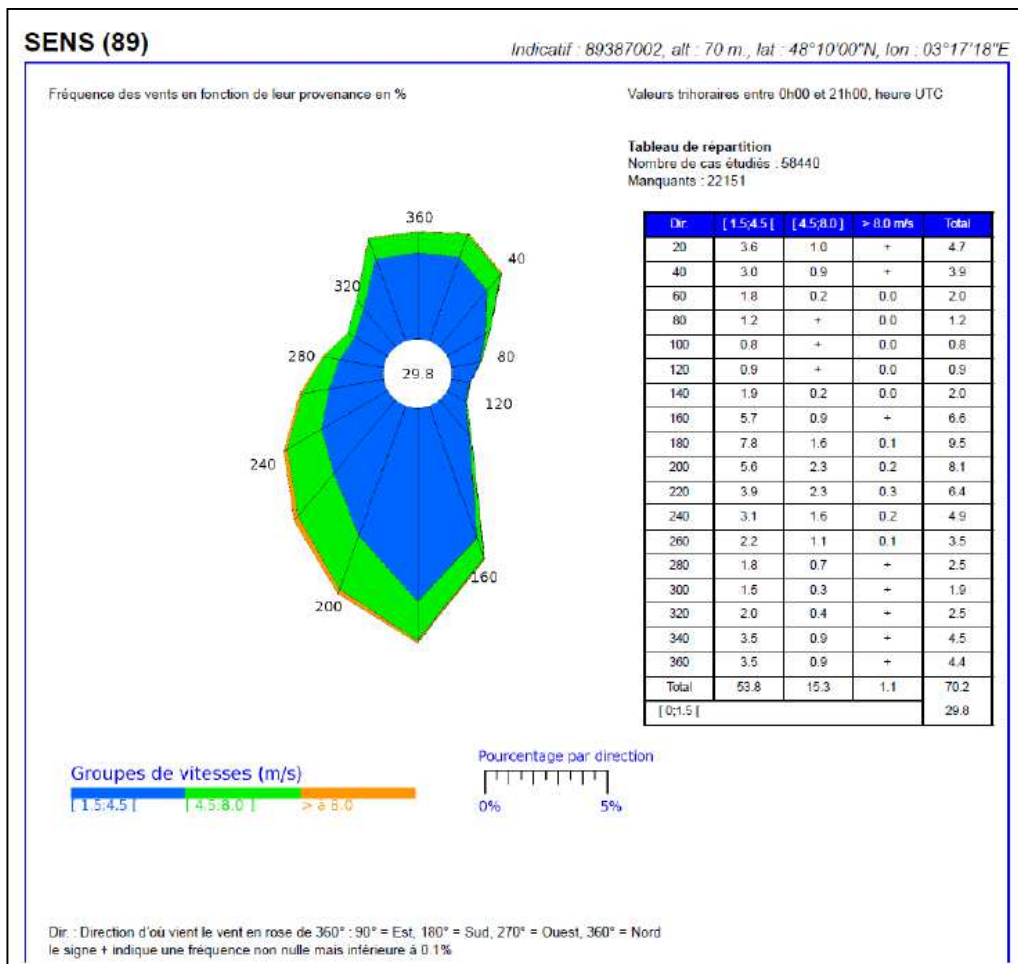 SENS (89)
Indicatif : 89387002, alt : 70 m., lat : 48°10'00"N, lon : 03°17'18"E
Fréquence des vents en fonction de leur provenance en %
Valeurs trihoraires entre 0h00 et 21h00, heure UTC
Tableau de répartition
Nombre de cas étudiés : 58440
Manquants : 22151
360
40
320
280
80
29.8
120
240
160
200
Dir. [ 1.5;4.5 [ [ 4.5;8.0 ] > 8.0 m/s Total
20 3.6 1.0 + 4.7
40 3.0 0.9 + 3.9
60 1.8 0.2 0.0 2.0
80 1.2 + 0.0 1.2
100 0.8 + 0.0 0.8
120 0.9 + 0.0 0.9
140 1.9 0.2 0.0 2.0
160 5.7 0.9 + 6.6
180 7.8 1.6 0.1 9.5
200 5.6 2.3 0.2 8.1
220 3.9 2.3 0.3 6.4
240 3.1 1.6 0.2 4.9
260 2.2 1.1 0.1 3.5
280 1.8 0.7 + 2.5
300 1.5 0.3 + 1.9
320 2.0 0.4 + 2.5
340 3.5 0.9 + 4.5
360 3.5 0.9 + 4.4
Total 53.8 15.3 1.1 70.2
[ 0;1.5 [ 29.8
Groupes de vitesses (m/s)
[ 1.5;4.5 [ [ 4.5;8.0 ] > à 8.0
Pourcentage par direction
0% 5%
Dir. : Direction d'où vient le vent en rose de 360° : 90° = Est, 180° = Sud, 270° = Ouest, 360° = Nord
le signe + indique une fréquence non nulle mais inférieure à 0.1%